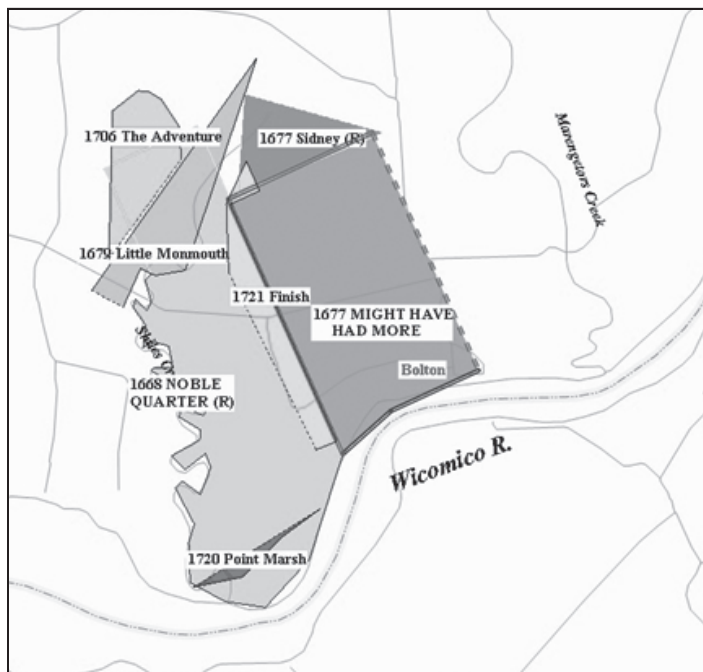 1706 The Adventure
1677 Sidney (R)
Marengetors Creek
1679 Little Monmouth
1721 Finish
1677 MIGHT HAVE
HAD MORE
Skiles
1668 NOBLE
QUARTER (R)
Bolton
Wicomico R.
1720 Point Marsh